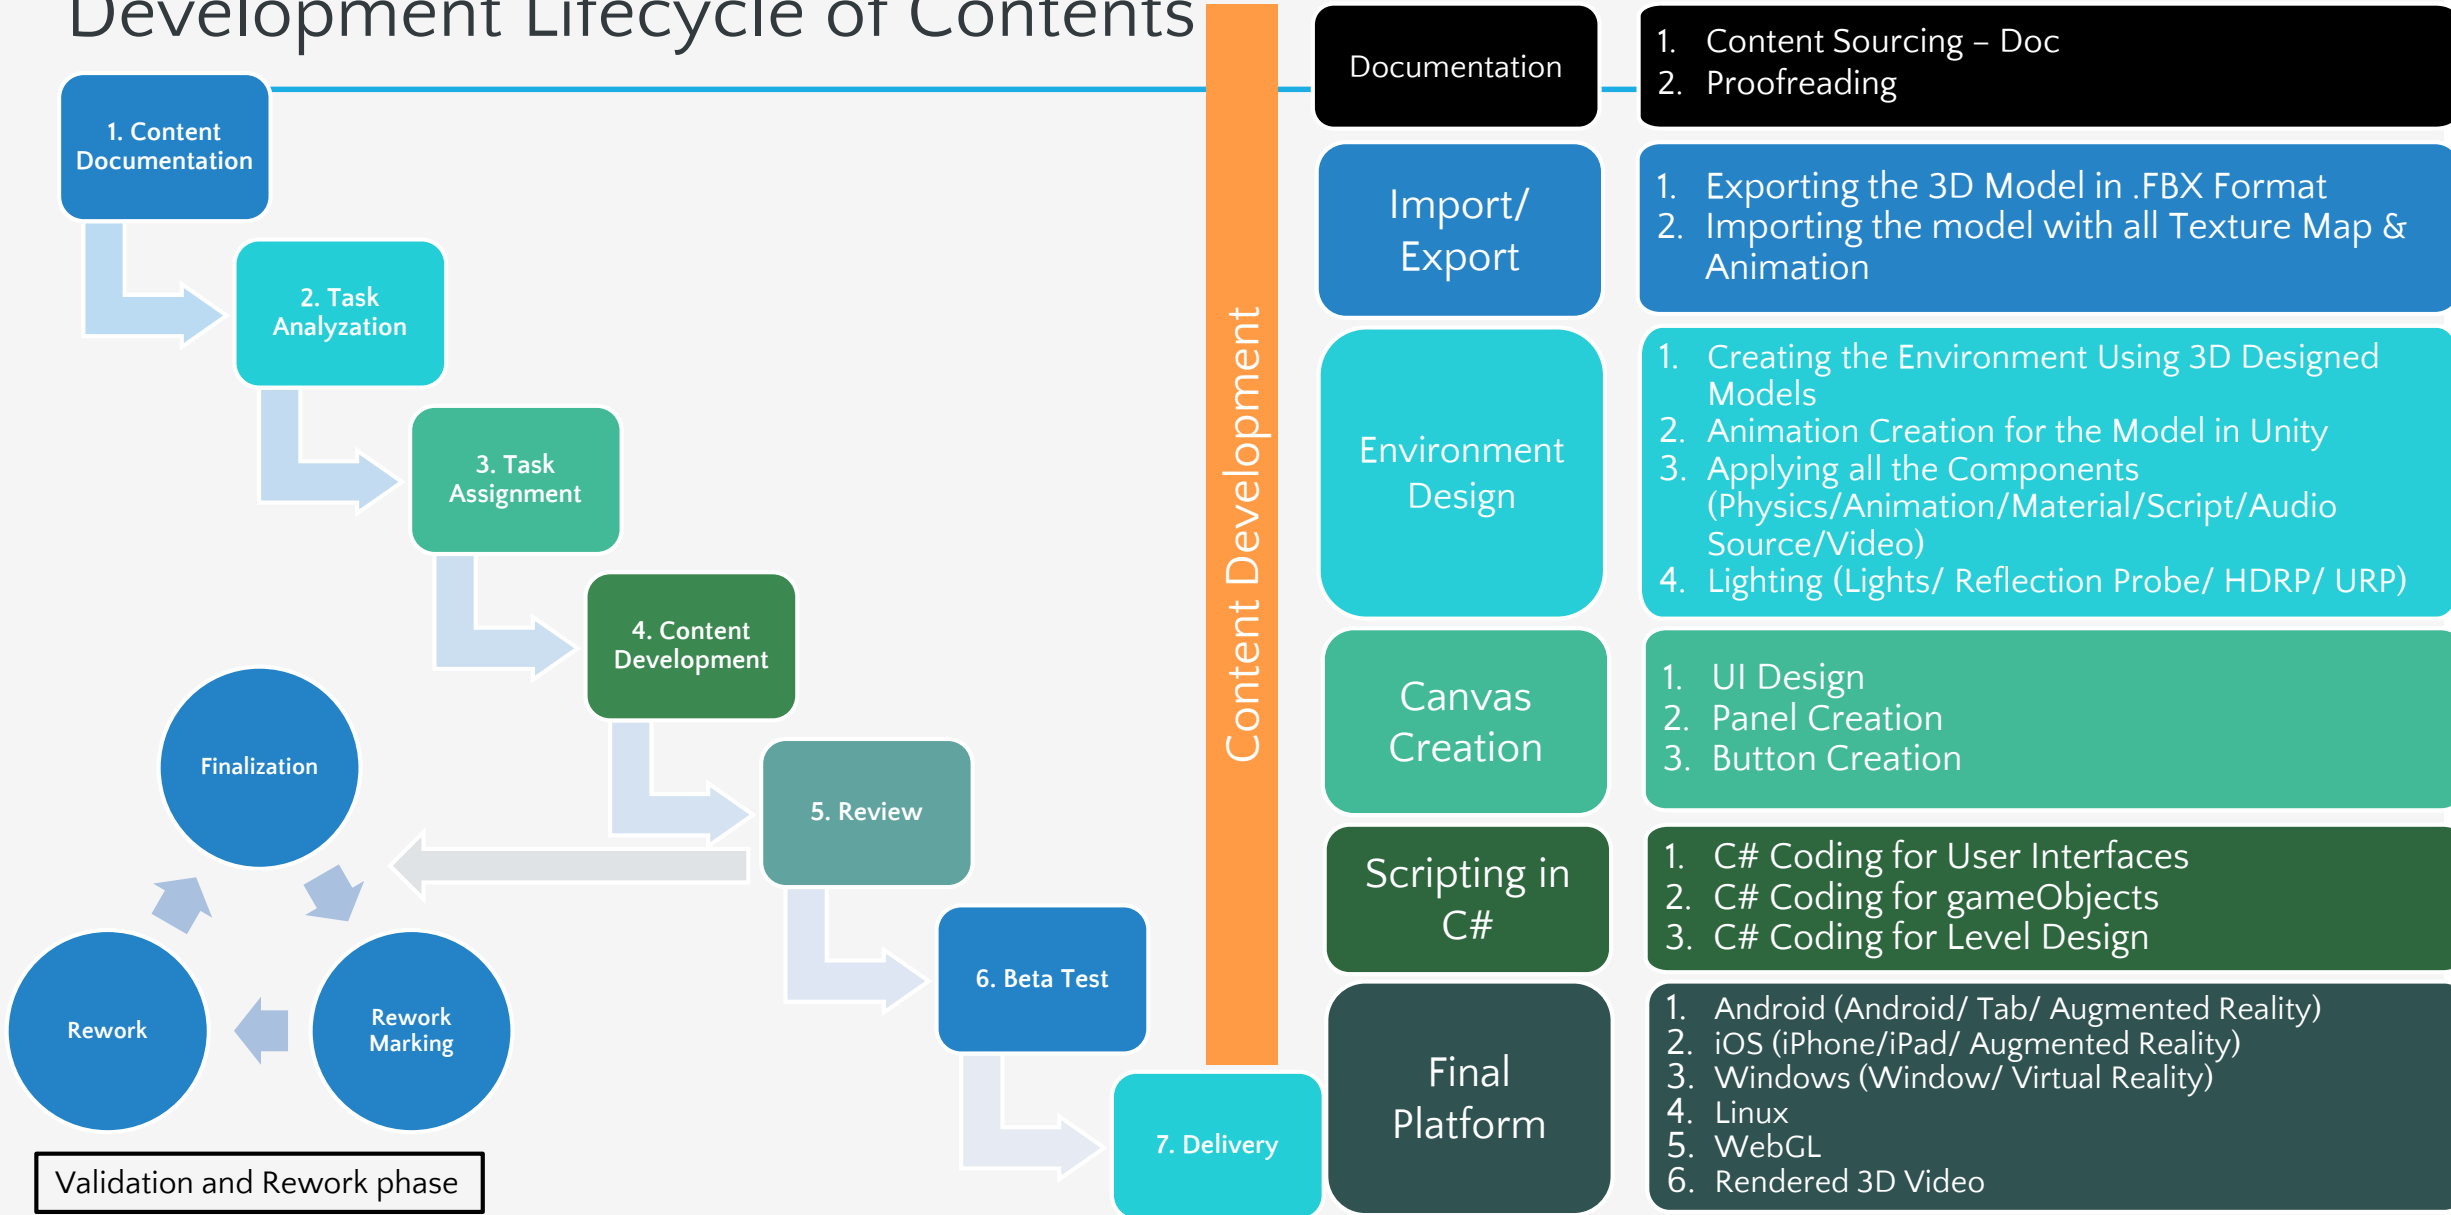 Development Lifecycle of Contents
1. Content
Documentation
2. Task
Analyzation
3. Task
Assignment
4. Content
Development
5. Review
6. Beta Test
7. Delivery
Finalization
Rework
Marking
Rework
Validation and Rework phase
Content Development
Documentation
1. Content Sourcing – Doc
2. Proofreading
Import/
Export
1. Exporting the 3D Model in .FBX Format
2. Importing the model with all Texture Map &
Animation
Environment
Design
1. Creating the Environment Using 3D Designed
Models
2. Animation Creation for the Model in Unity
3. Applying all the Components
(Physics/Animation/Material/Script/Audio
Source/Video)
4. Lighting (Lights/ Reflection Probe/ HDRP/ URP)
Canvas
Creation
1. UI Design
2. Panel Creation
3. Button Creation
Scripting in
C#
1. C# Coding for User Interfaces
2. C# Coding for gameObjects
3. C# Coding for Level Design
Final
Platform
1. Android (Android/ Tab/ Augmented Reality)
2. iOS (iPhone/iPad/ Augmented Reality)
3. Windows (Window/ Virtual Reality)
4. Linux
5. WebGL
6. Rendered 3D Video